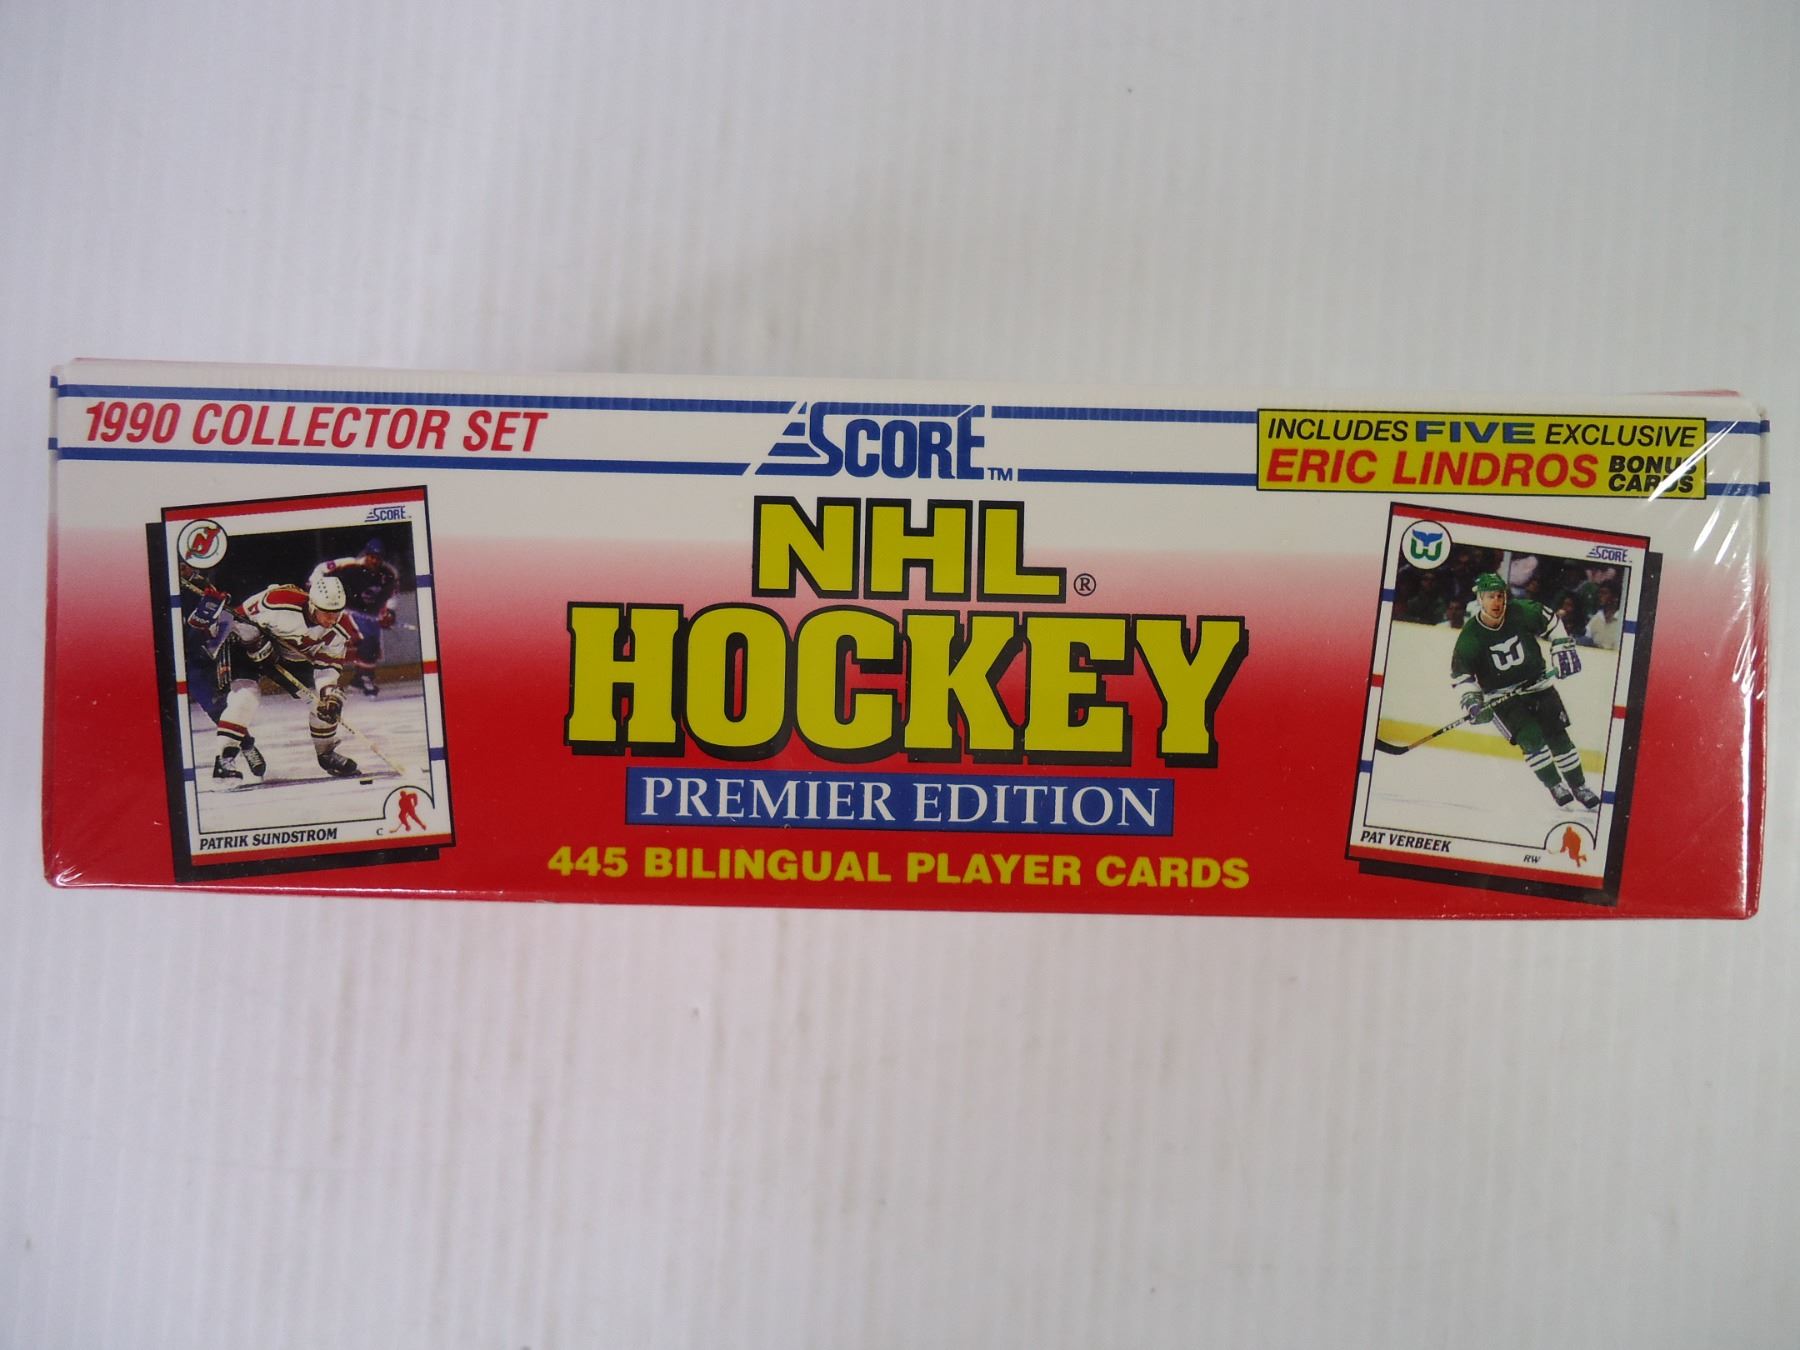 1990 COLLECTOR SET
SCORE™
INCLUDES FIVE EXCLUSIVE
ERIC LINDROS BONUS CARDS
NHL®
HOCKEY
PREMIER EDITION
445 BILINGUAL PLAYER CARDS
SCORE
PATRIK SUNDSTROM C
SCORE
PAT VERBEEK RW